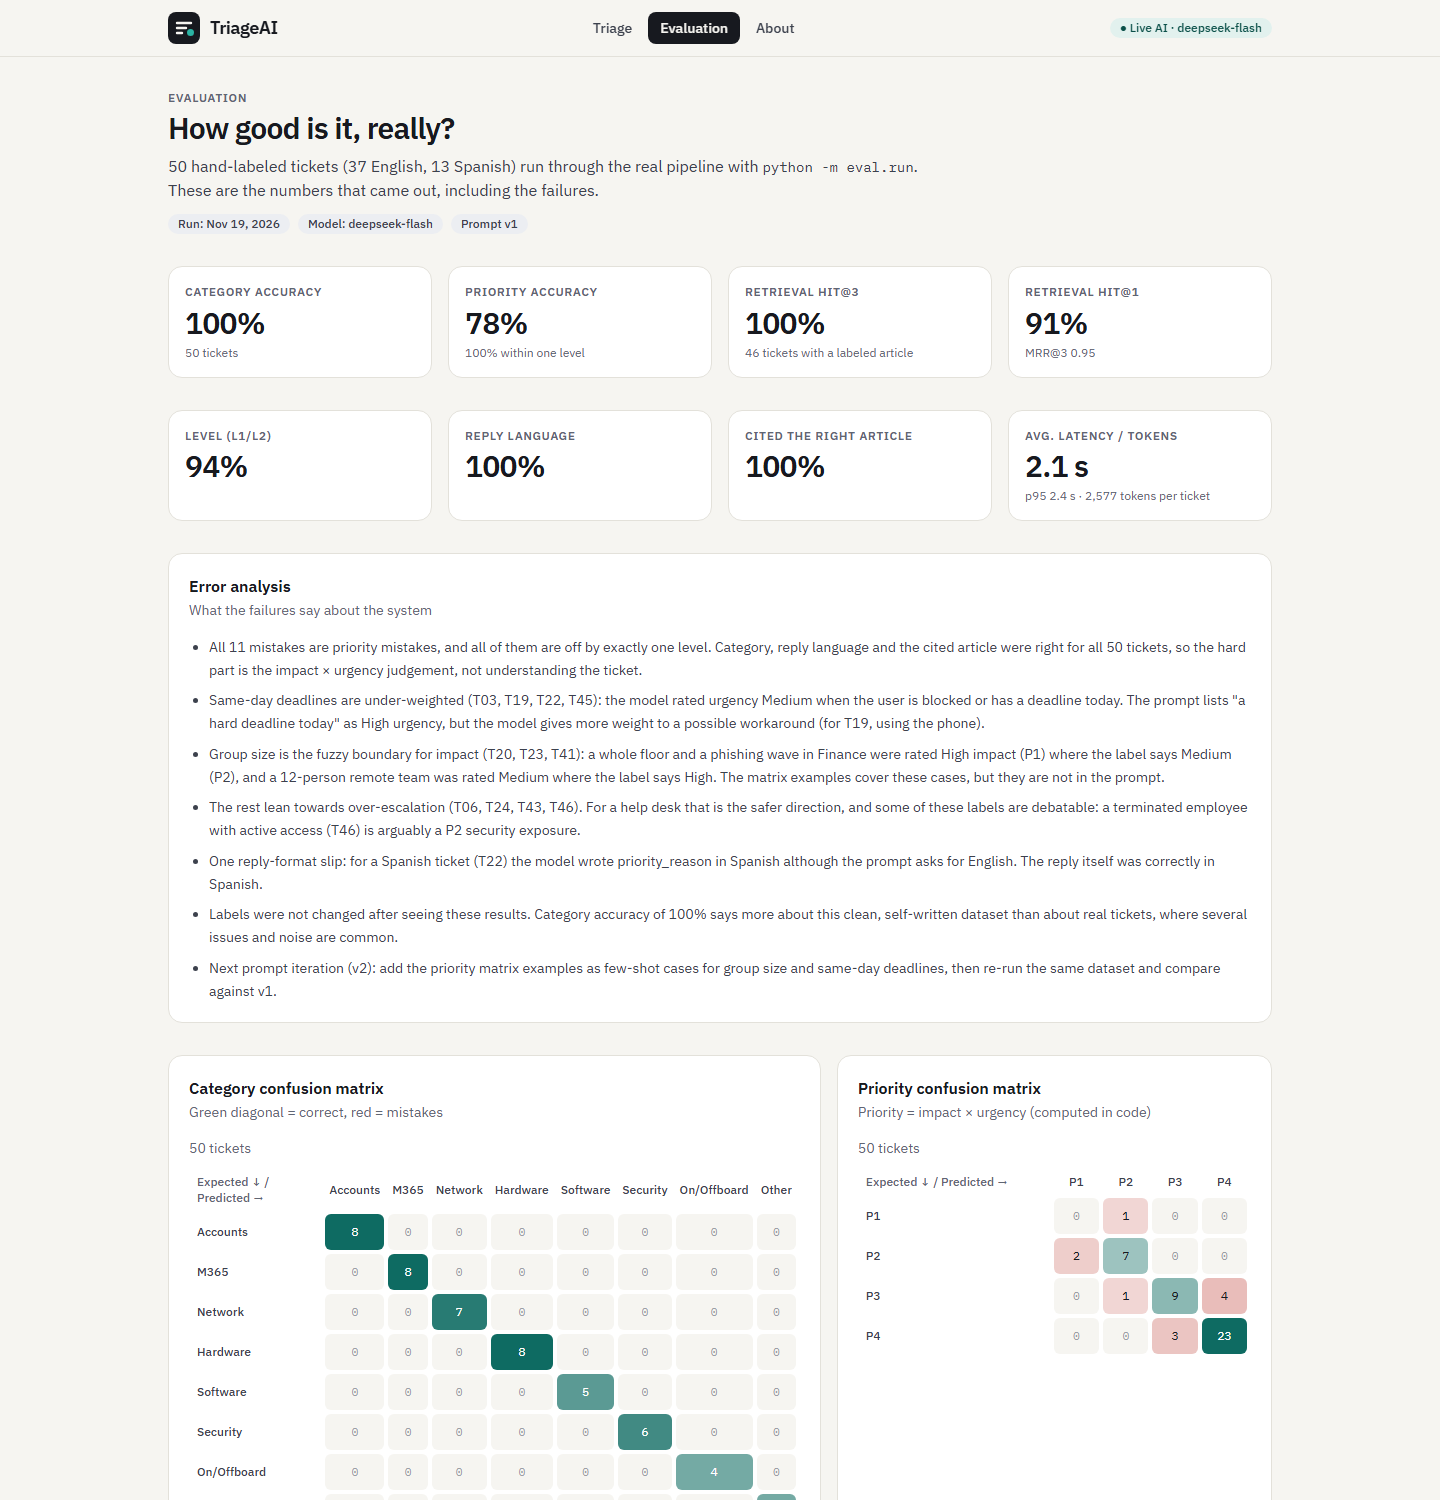 TriageAI
Triage
Evaluation
About
● Live AI · deepseek-flash
EVALUATION
How good is it, really?
50 hand-labeled tickets (37 English, 13 Spanish) run through the real pipeline with python -m eval.run.
These are the numbers that came out, including the failures.
Run: Nov 19, 2026
Model: deepseek-flash
Prompt v1
CATEGORY ACCURACY
100%
50 tickets
PRIORITY ACCURACY
78%
100% within one level
RETRIEVAL HIT@3
100%
46 tickets with a labeled article
RETRIEVAL HIT@1
91%
MRR@3 0.95
LEVEL (L1/L2)
94%
REPLY LANGUAGE
100%
CITED THE RIGHT ARTICLE
100%
AVG. LATENCY / TOKENS
2.1 s
p95 2.4 s · 2,577 tokens per ticket
Error analysis
What the failures say about the system
• All 11 mistakes are priority mistakes, and all of them are off by exactly one level. Category, reply language and the cited article were right for all 50 tickets, so the hard
part is the impact × urgency judgement, not understanding the ticket.
• Same-day deadlines are under-weighted (T03, T19, T22, T45): the model rated urgency Medium when the user is blocked or has a deadline today. The prompt lists "a
hard deadline today" as High urgency, but the model gives more weight to a possible workaround (for T19, using the phone).
• Group size is the fuzzy boundary for impact (T20, T23, T41): a whole floor and a phishing wave in Finance were rated High impact (P1) where the label says Medium
(P2), and a 12-person remote team was rated Medium where the label says High. The matrix examples cover these cases, but they are not in the prompt.
• The rest lean towards over-escalation (T06, T24, T43, T46). For a help desk that is the safer direction, and some of these labels are debatable: a terminated employee
with active access (T46) is arguably a P2 security exposure.
• One reply-format slip: for a Spanish ticket (T22) the model wrote priority_reason in Spanish although the prompt asks for English. The reply itself was correctly in
Spanish.
• Labels were not changed after seeing these results. Category accuracy of 100% says more about this clean, self-written dataset than about real tickets, where several
issues and noise are common.
• Next prompt iteration (v2): add the priority matrix examples as few-shot cases for group size and same-day deadlines, then re-run the same dataset and compare
against v1.
Category confusion matrix
Green diagonal = correct, red = mistakes
50 tickets
Expected ↓ /
Predicted →
Accounts M365 Network Hardware Software Security On/Offboard Other
Accounts 8 0 0 0 0 0 0 0
M365 0 8 0 0 0 0 0 0
Network 0 0 7 0 0 0 0 0
Hardware 0 0 0 8 0 0 0 0
Software 0 0 0 0 5 0 0 0
Security 0 0 0 0 0 6 0 0
On/Offboard 0 0 0 0 0 0 4 0
Priority confusion matrix
Priority = impact × urgency (computed in code)
50 tickets
Expected ↓ / Predicted → P1 P2 P3 P4
P1 0 1 0 0
P2 2 7 0 0
P3 0 1 9 4
P4 0 0 3 23